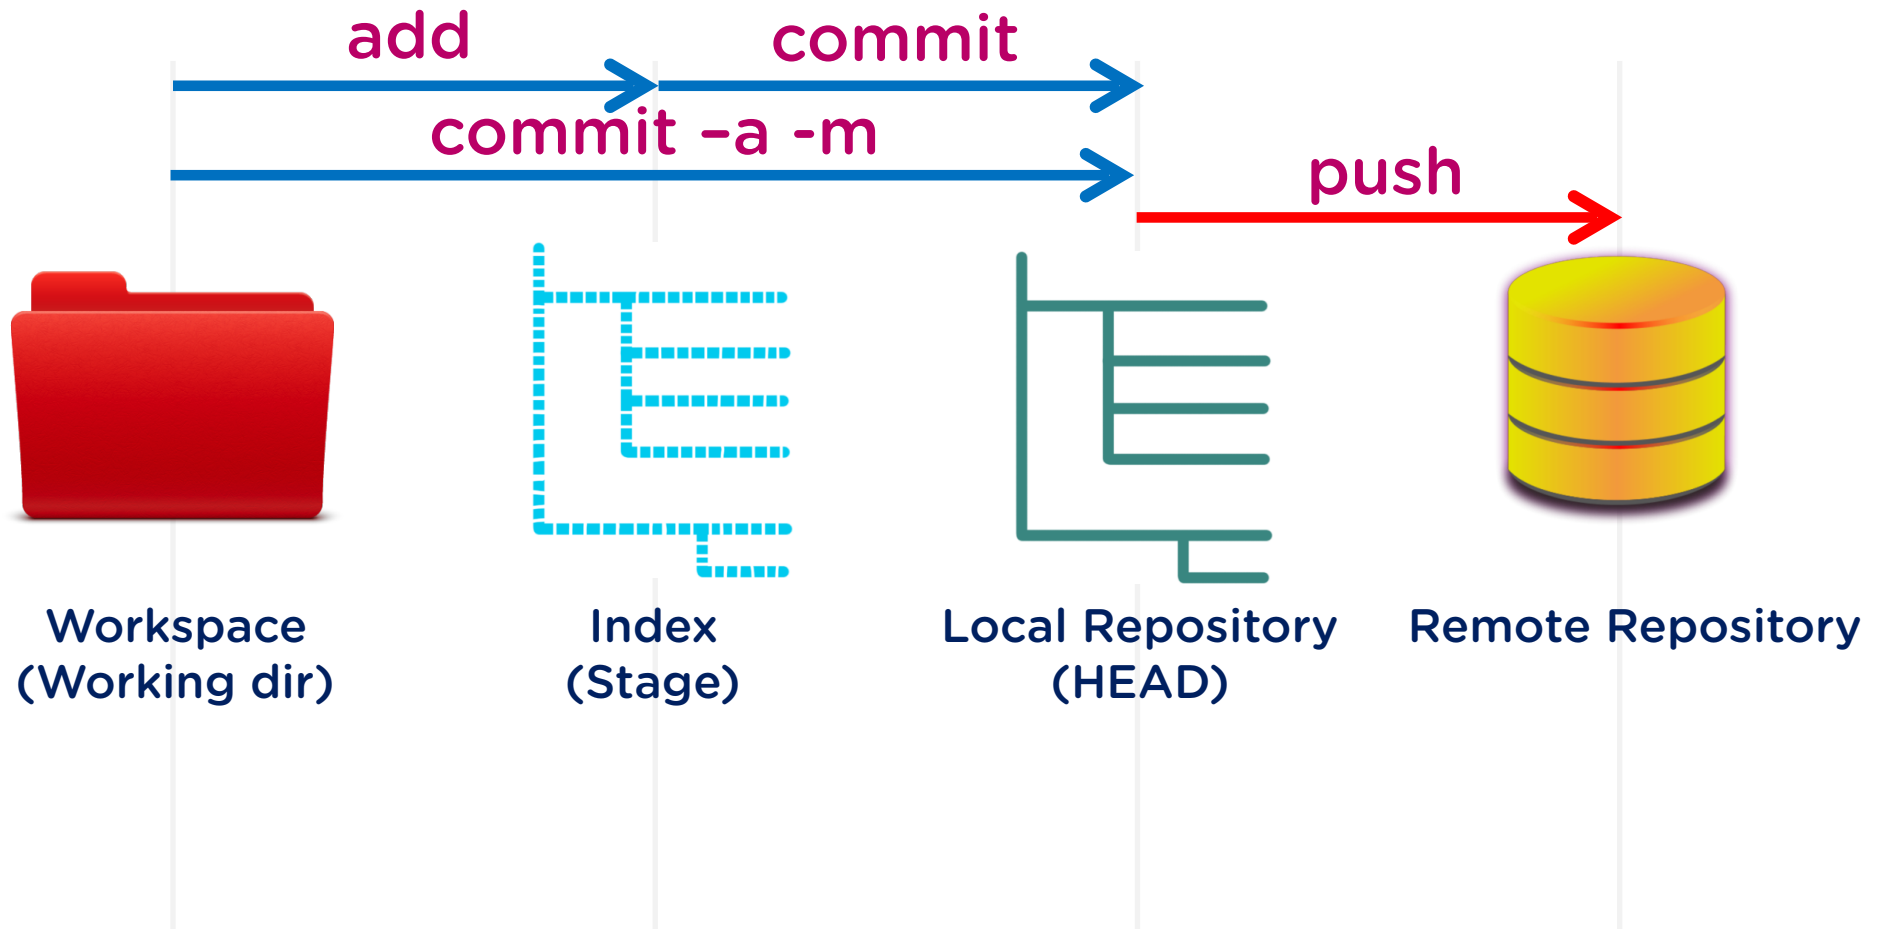 add
commit
commit –a -m
push
Workspace
(Working dir)
Index
(Stage)
Local Repository
(HEAD)
Remote Repository